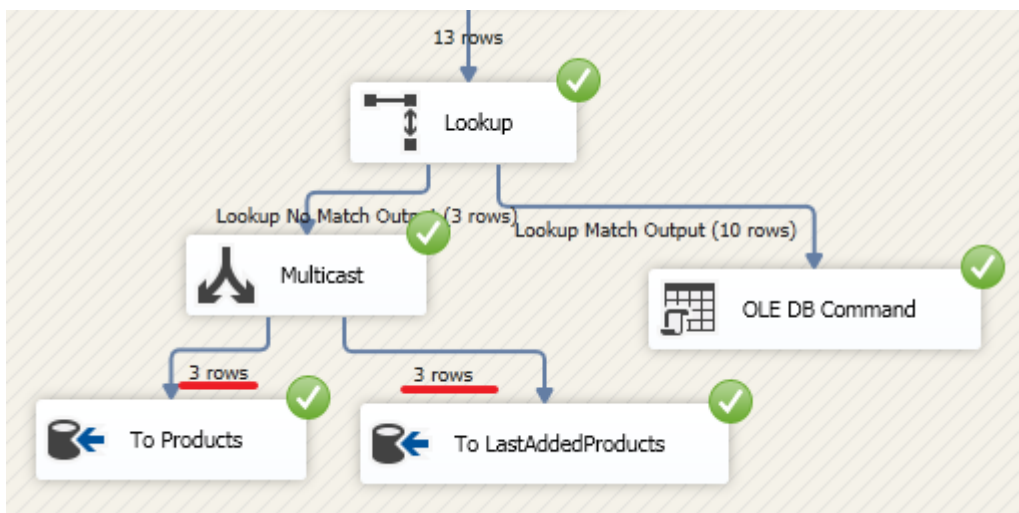 13 rows
Lookup
Lookup No Match Output (3 rows)
Lookup Match Output (10 rows)
Multicast
OLE DB Command
3 rows
3 rows
To Products
To LastAddedProducts